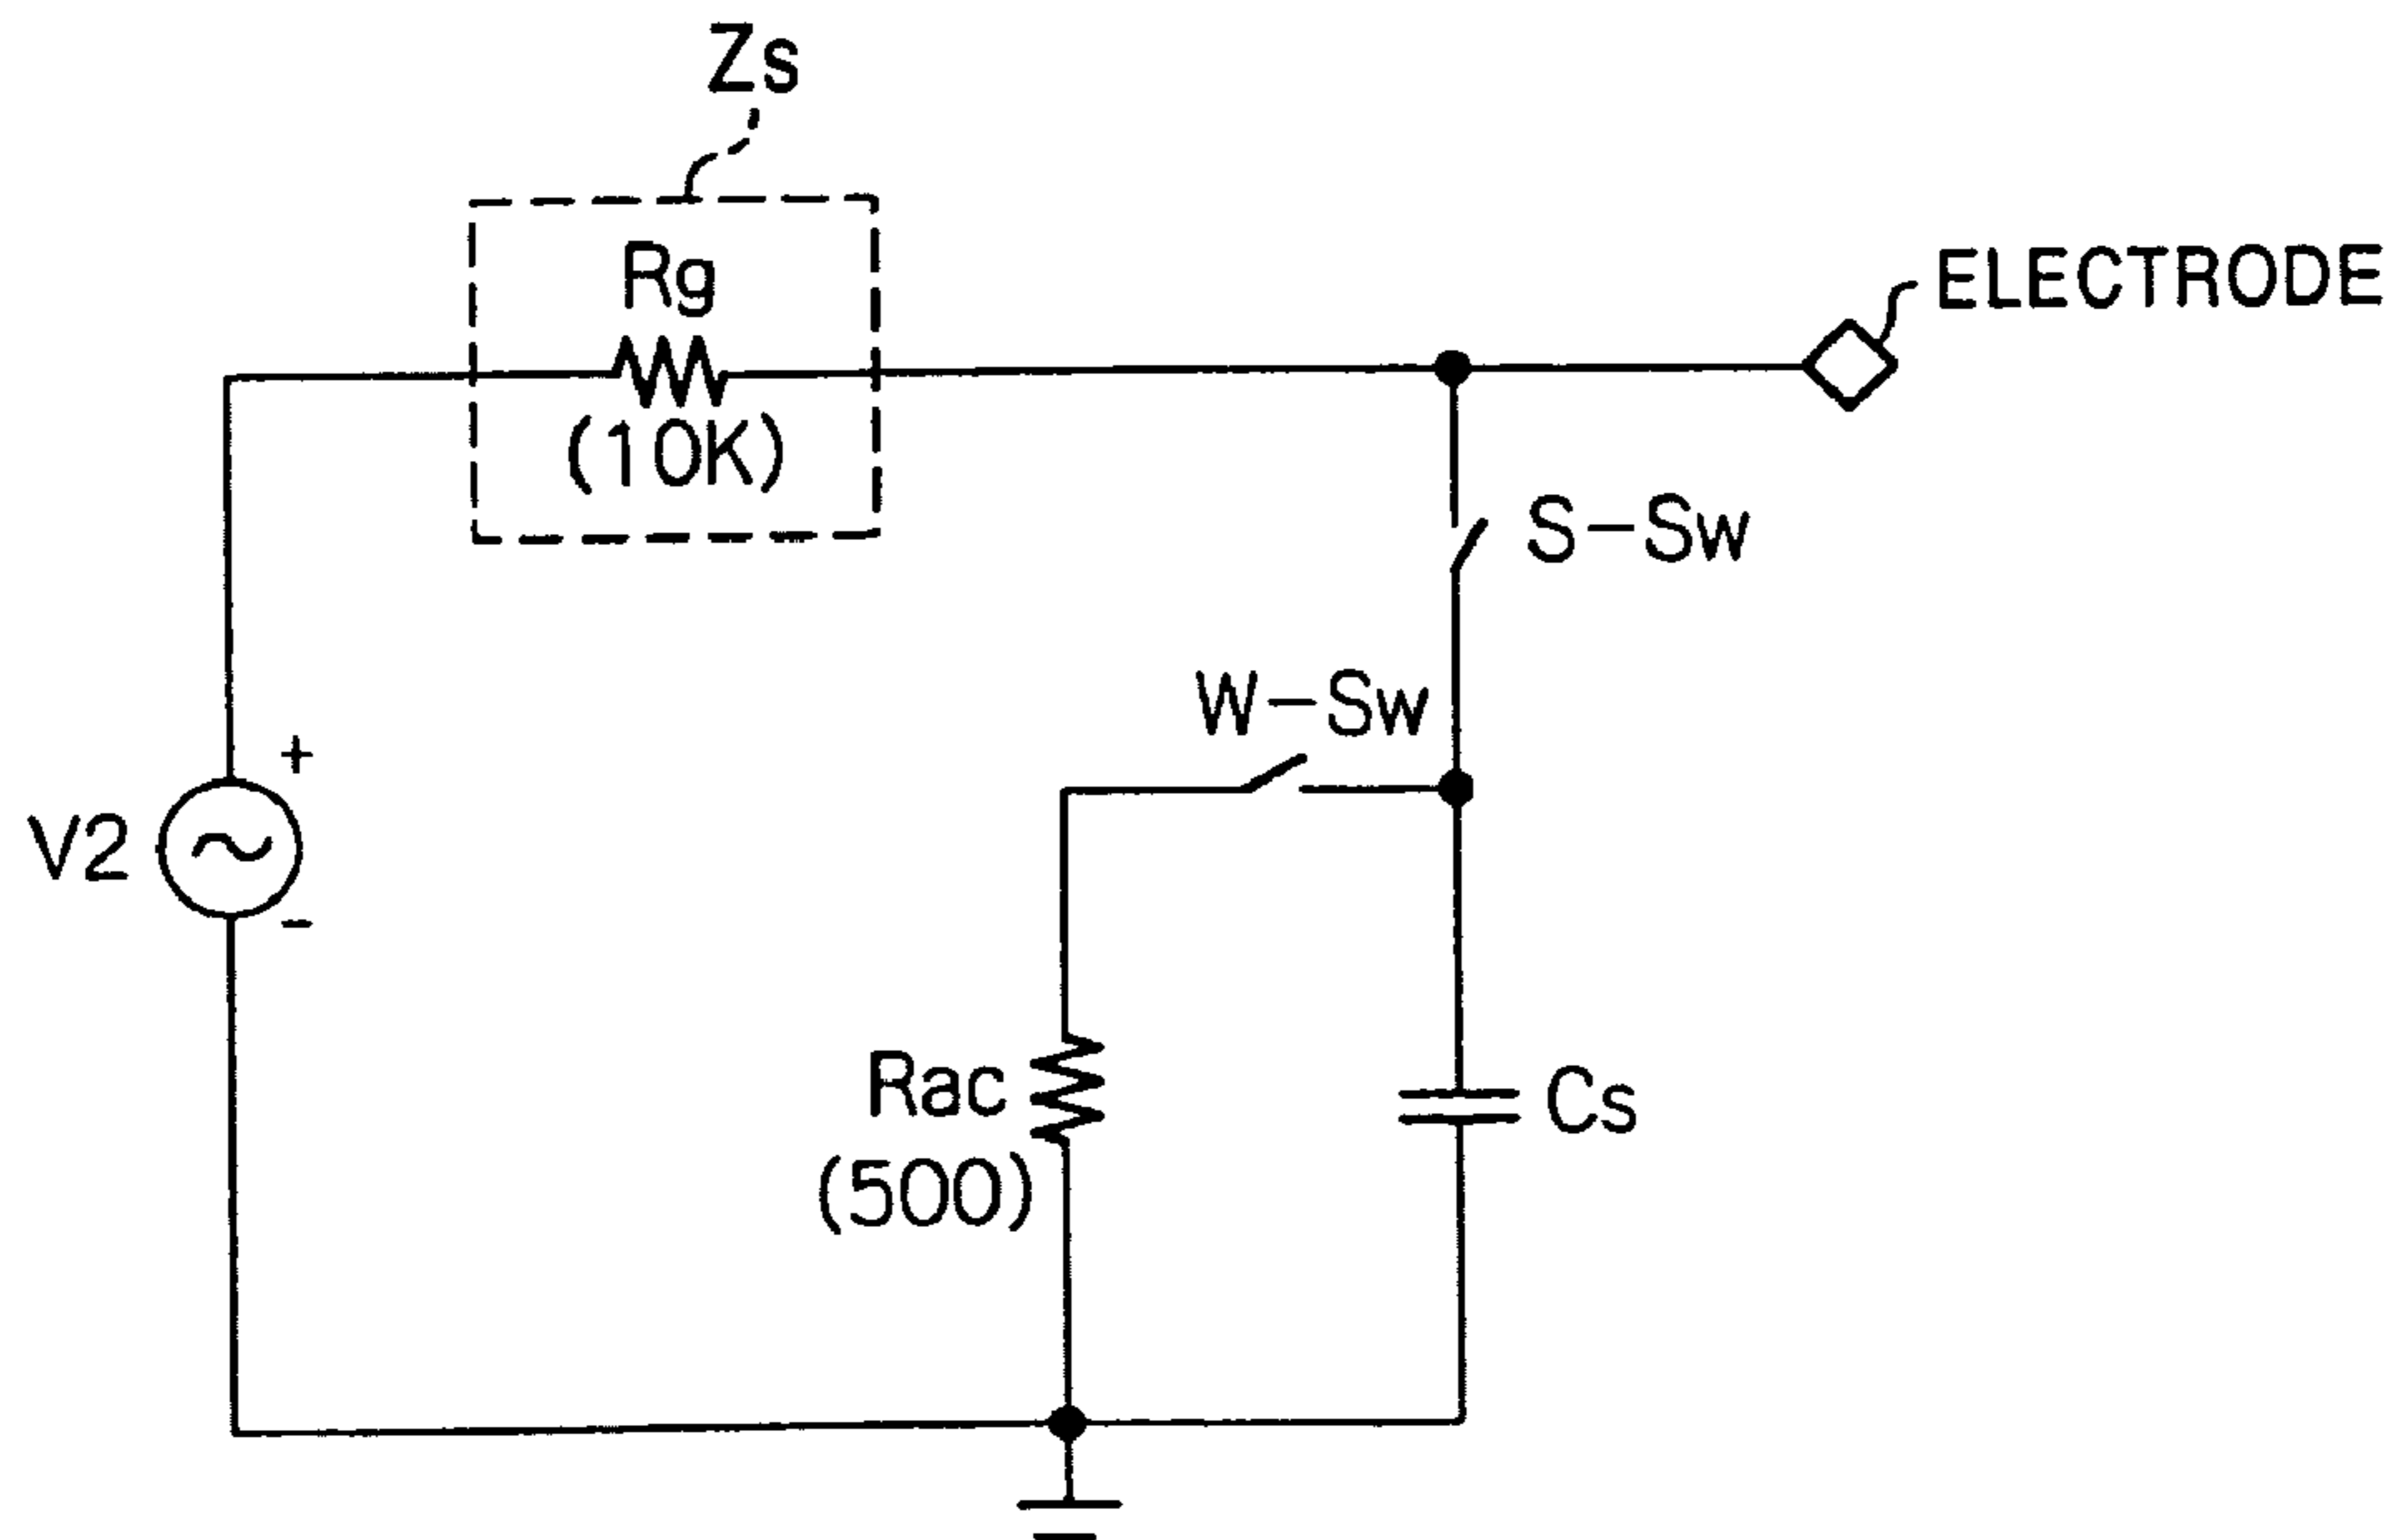 Zs
Rg
(10K)
ELECTRODE
S-Sw
W-Sw
+
V2
-
Rac
(500)
Cs